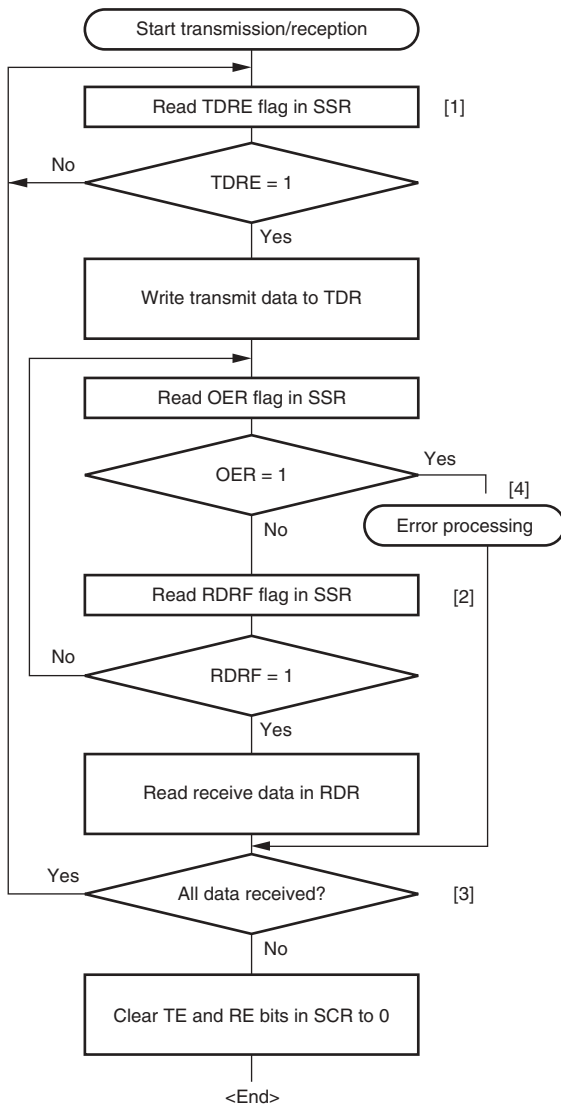 Start transmission/reception
Read TDRE flag in SSR
[1]
No
TDRE = 1
Yes
Write transmit data to TDR
Read OER flag in SSR
Yes
OER = 1
[4]
No
Error processing
Read RDRF flag in SSR
[2]
No
RDRF = 1
Yes
Read receive data in RDR
Yes
All data received?
[3]
No
Clear TE and RE bits in SCR to 0
<End>